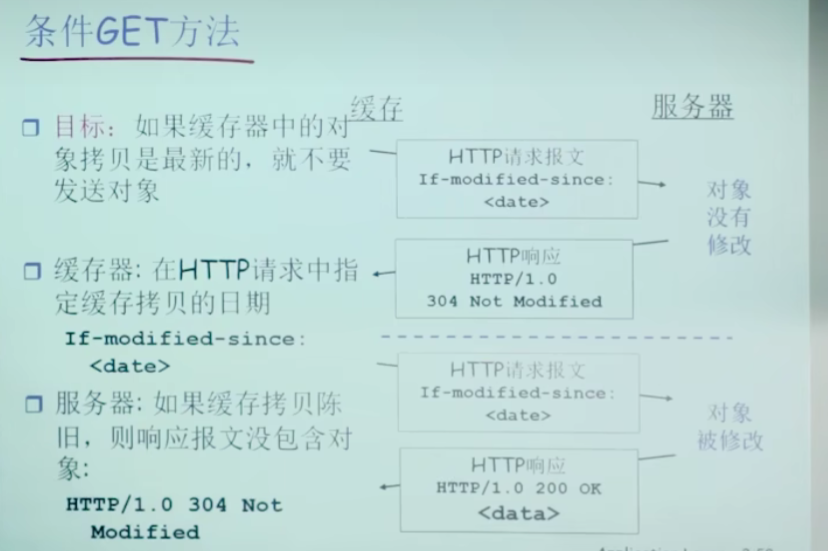 条件GET方法
目标：如果缓存器中的对
象拷贝是最新的，就不要
发送对象
缓存器: 在HTTP请求中指
定缓存拷贝的日期
If-modified-since:
<date>
服务器: 如果缓存拷贝陈
旧，则响应报文没包含对
象:
HTTP/1.0 304 Not
Modified
缓存
服务器
HTTP请求报文
If-modified-since:
<date>
对象
没有
修改
HTTP响应
HTTP/1.0
304 Not Modified
HTTP请求报文
If-modified-since:
<date>
对象
被修改
HTTP响应
HTTP/1.0 200 OK
<data>